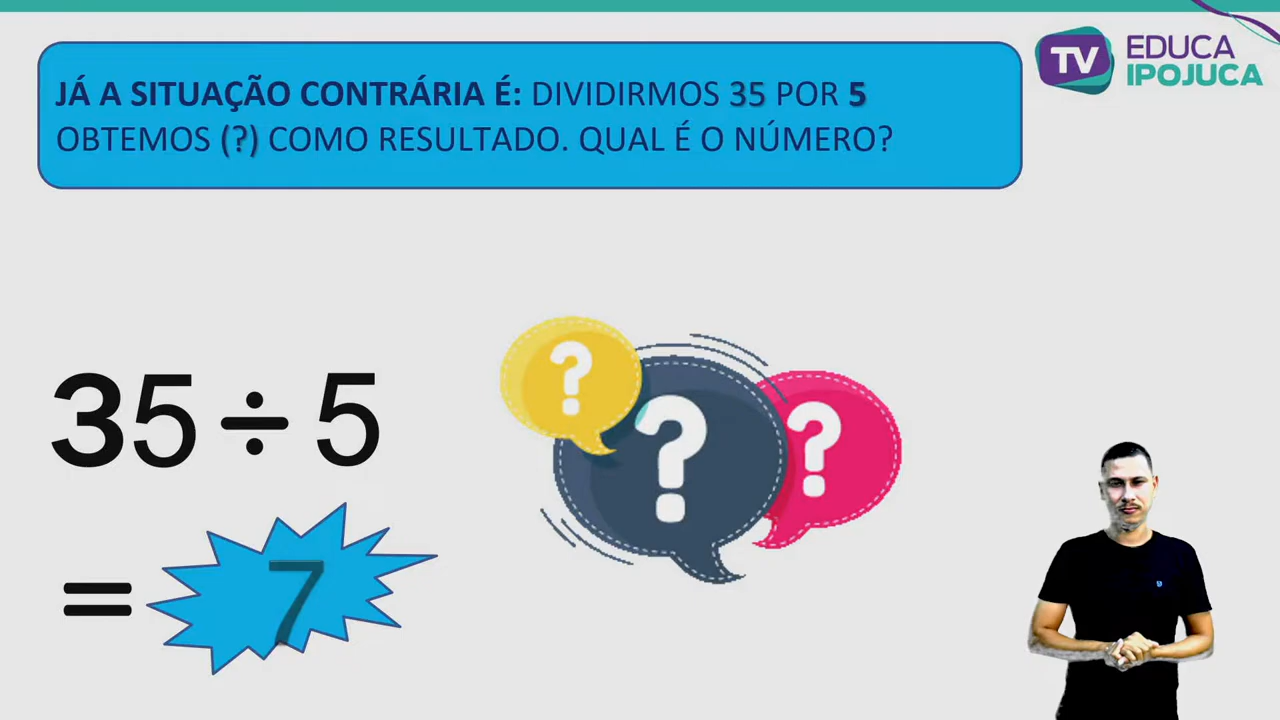 TV EDUCA
IPOJUCA
JÁ A SITUAÇÃO CONTRÁRIA É: DIVIDIRMOS 35 POR 5
OBTEMOS (?) COMO RESULTADO. QUAL É O NÚMERO?
35 ÷ 5
= 7
? ? ?